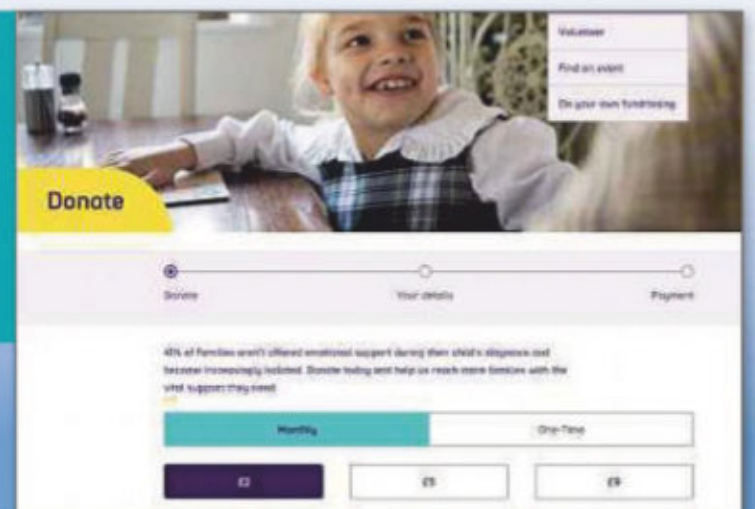 Volunteer
Find an event
Do your own fundraising
Donate
Donate Your details Payment
of families aren't offered emotional support during their child's diagnosis and
become increasingly isolated. Donate today and help us reach more families with the
vital support they need
Monthly One-Time
£2 £5 £9